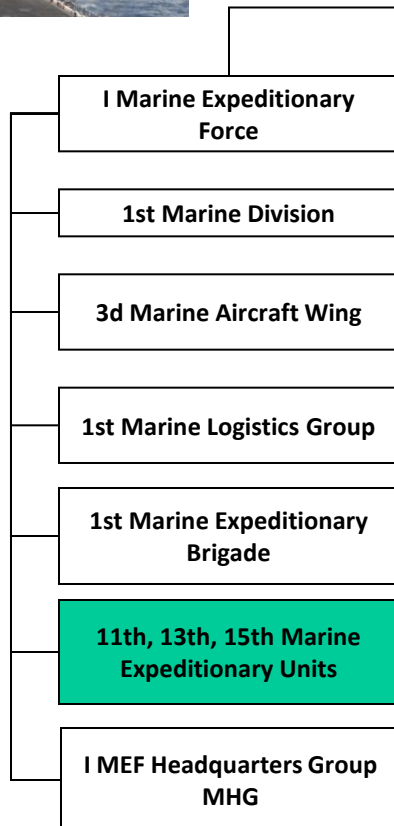 I Marine Expeditionary
Force
1st Marine Division
3d Marine Aircraft Wing
1st Marine Logistics Group
1st Marine Expeditionary
Brigade
11th, 13th, 15th Marine
Expeditionary Units
I MEF Headquarters Group
MHG